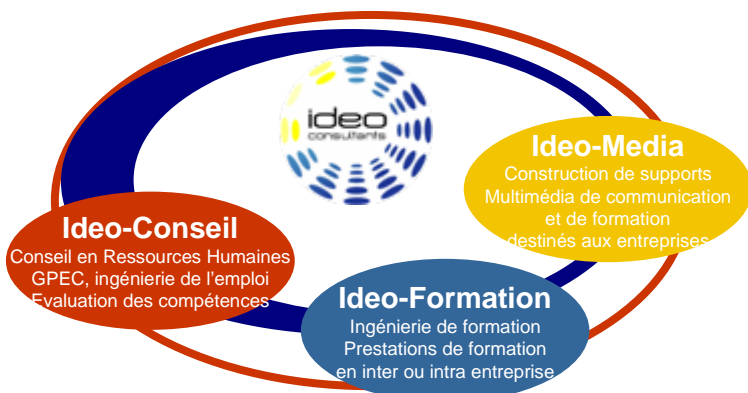 ideo
consultants
Ideo-Media
Construction de supports
Multimédia de communication
et de formation
destinés aux entreprises
Ideo-Conseil
Conseil en Ressources Humaines
GPEC, ingénierie de l'emploi
Evaluation des compétences
Ideo-Formation
Ingénierie de formation
Prestations de formation
en inter ou intra entreprise